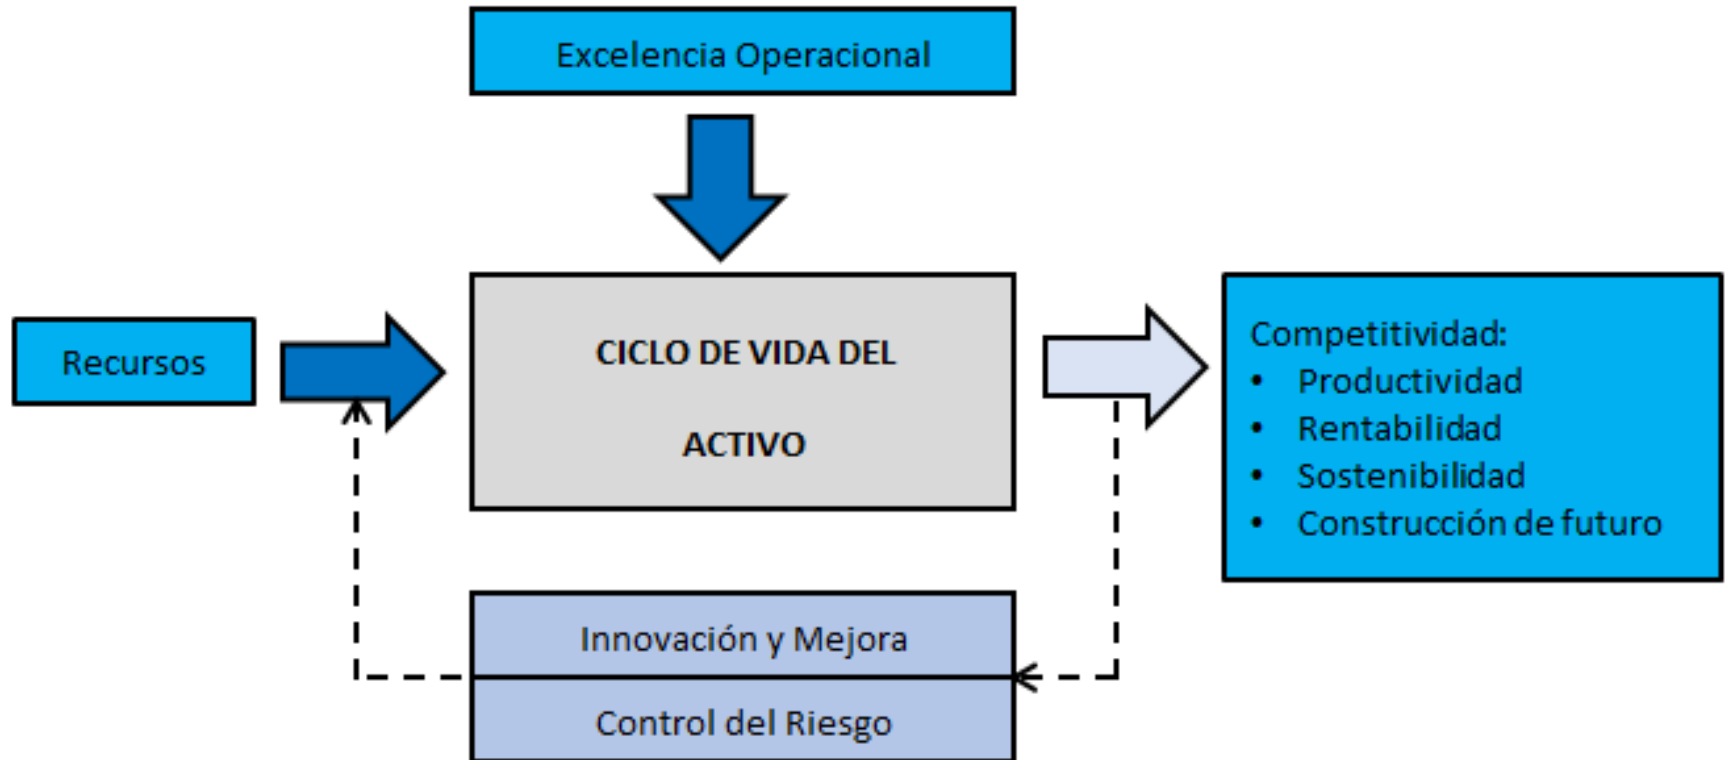 Excelencia Operacional
Recursos
CICLO DE VIDA DEL
ACTIVO
Competitividad:
• Productividad
• Rentabilidad
• Sostenibilidad
• Construcción de futuro
Innovación y Mejora
Control del Riesgo